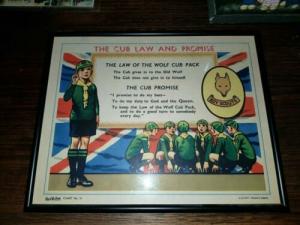 THE CUB LAW AND PROMISE
THE LAW OF THE WOLF CUB PACK
The Cub gives in to the Old Wolf
The Cub does not give in to himself
THE CUB PROMISE
"I promise to do my best—
To do my duty to God and the Queen,
To keep the Law of the Wolf Cub Pack,
and to do a good turn to somebody
every day."
BOY SCOUTS